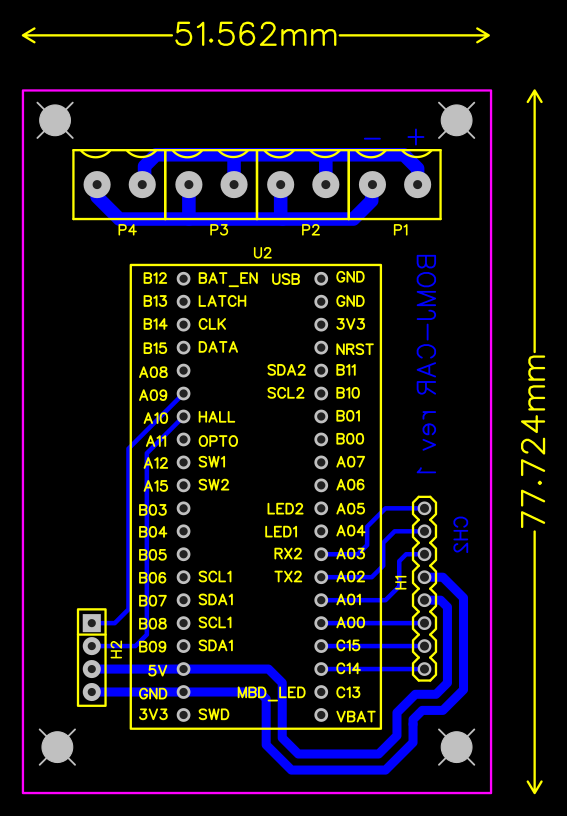 51.562mm
− +
P4 P3 P2 P1
U2
B12 BAT_EN USB GND
B13 LATCH GND
B14 CLK 3V3
B15 DATA NRST
A08 SDA2 B11
A09 SCL2 B10
A10 HALL B01
A11 OPTO B00
A12 SW1 A07
A15 SW2 A06
B03 LED2 A05
B04 LED1 A04
B05 RX2 A03
B06 SCL1 TX2 A02
B07 SDA1 A01
B08 SCL1 A00
B09 SDA1 C15
5V C14
GND MBD_LED C13
3V3 SWD VBAT
H2
H1
BOMJ-CAR rev 1
CH2
77.724mm